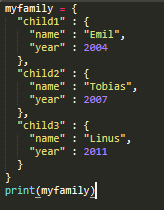 myfamily = {
  "child1" : {
    "name" : "Emil",
    "year" : 2004
  },
  "child2" : {
    "name" : "Tobias",
    "year" : 2007
  },
  "child3" : {
    "name" : "Linus",
    "year" : 2011
  }
}
print(myfamily)